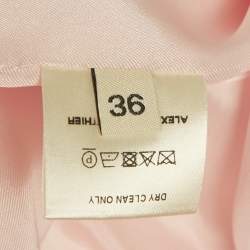 36
ALEX THIER
P
DRY CLEAN ONLY